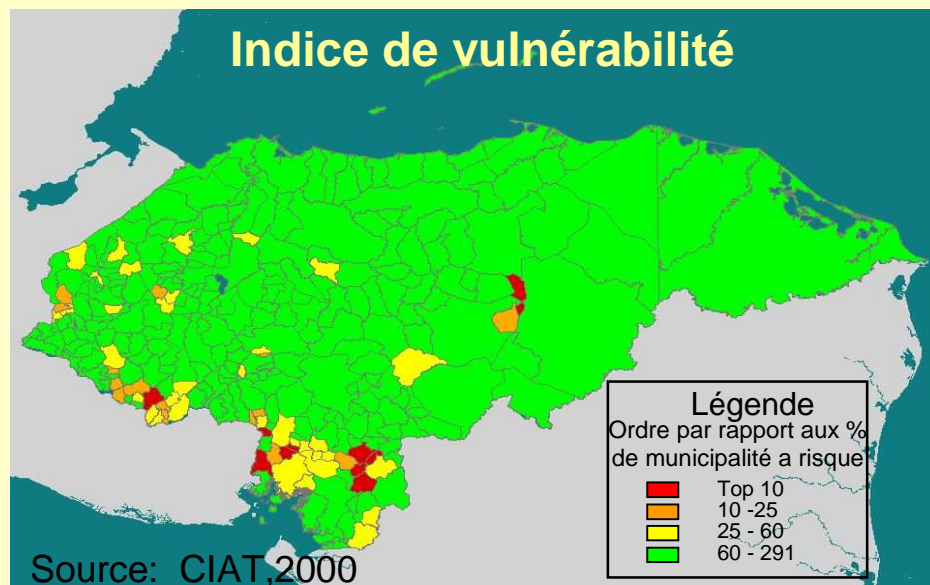 Indice de vulnérabilité
Légende
Ordre par rapport aux %
de municipalité a risque
Top 10
10 -25
25 - 60
60 - 291
Source: CIAT,2000